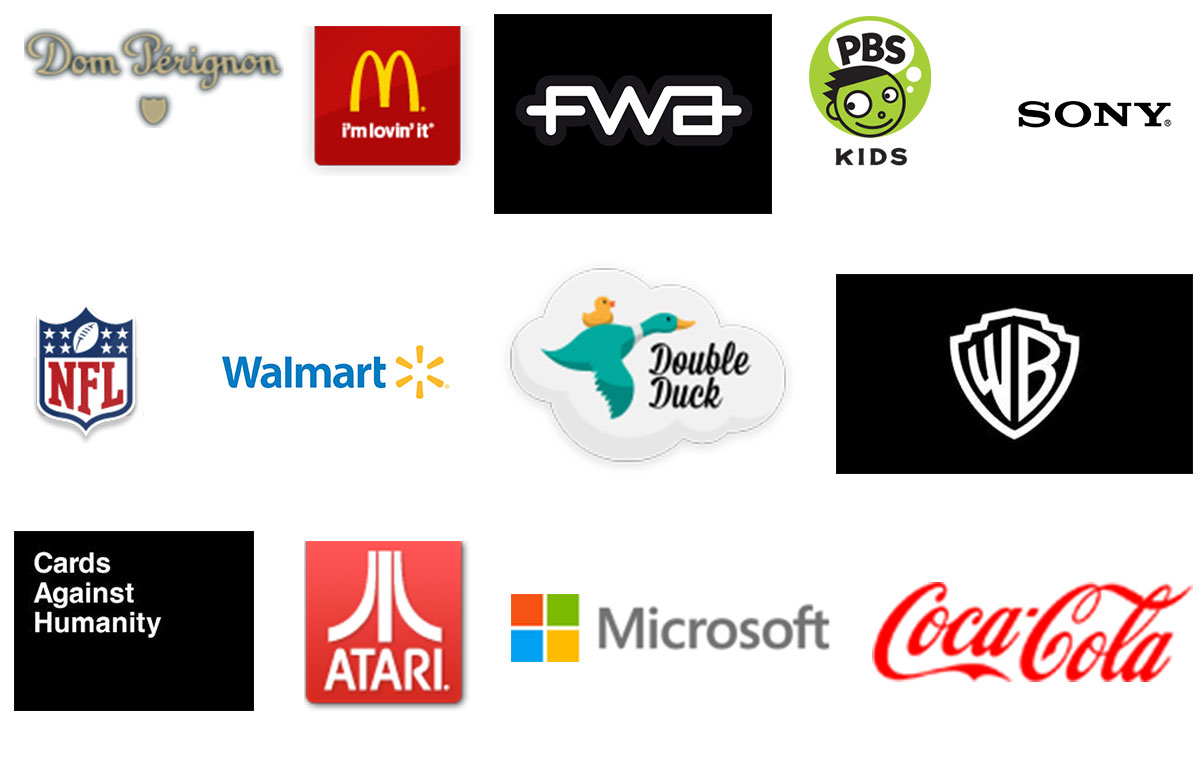 Dom Pérignon
M
i'm lovin' it®
FWA
PBS
KIDS
SONY®
NFL
Walmart
Double
Duck
WB
Cards
Against
Humanity
ATARI.
Microsoft
Coca-Cola